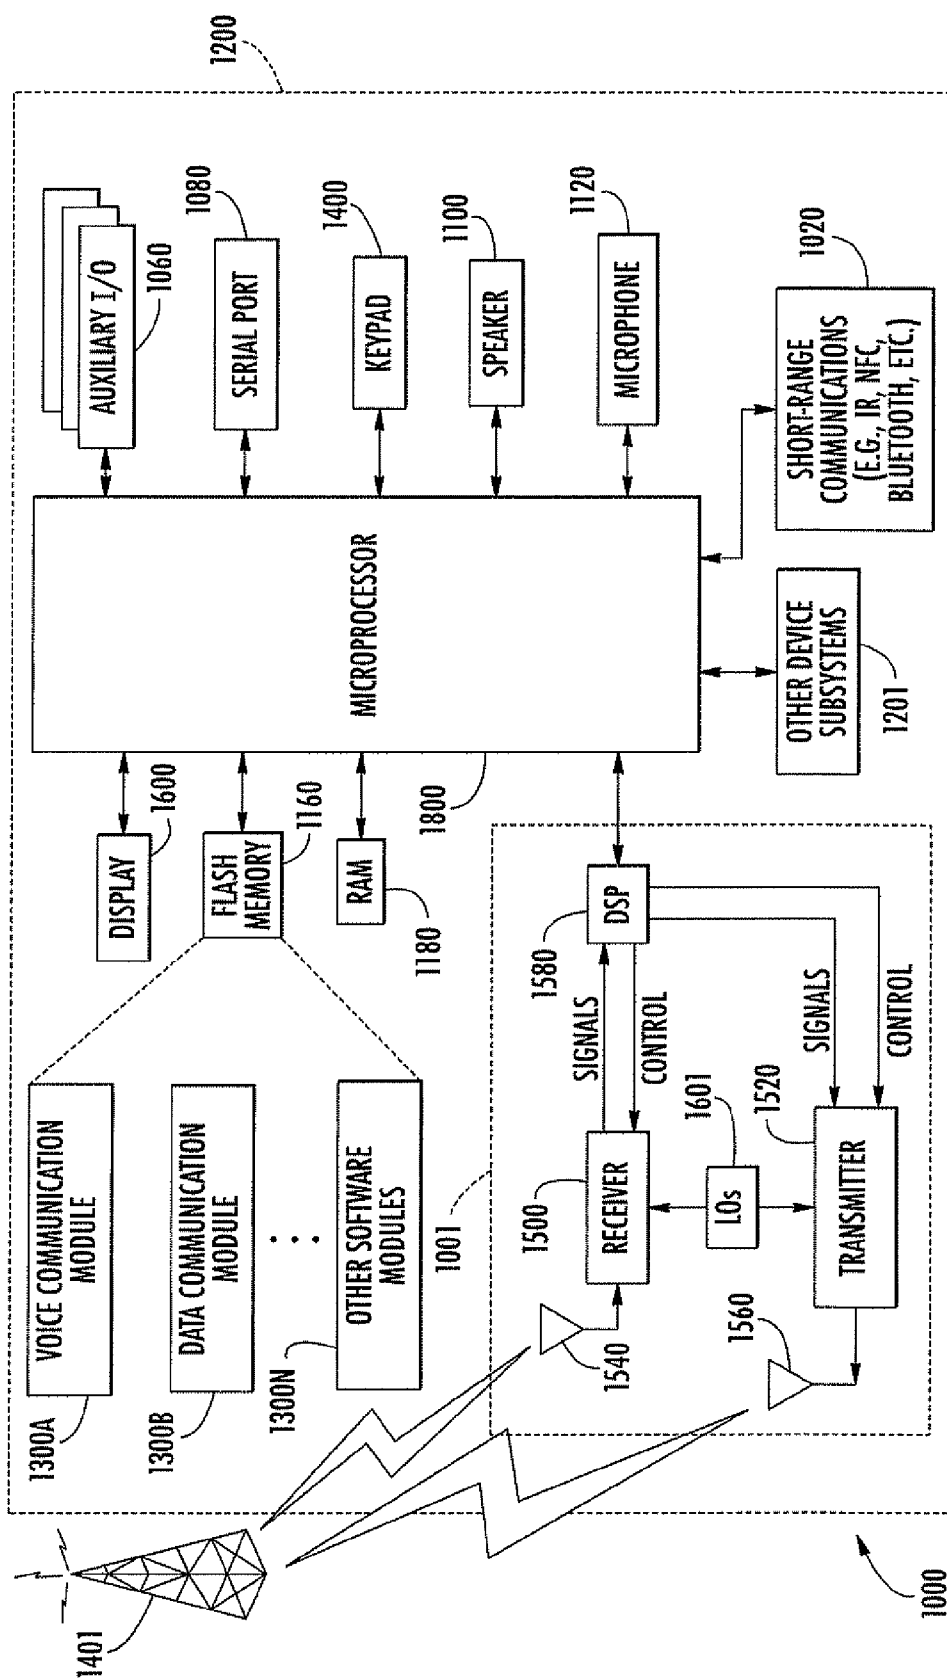 1000
1401
1300A
VOICE COMMUNICATION
MODULE
1300B
DATA COMMUNICATION
MODULE
1300N
OTHER SOFTWARE
MODULES
DISPLAY
1600
FLASH
MEMORY
1160
RAM
1180
1800
MICROPROCESSOR
AUXILIARY I/O
1060
SERIAL PORT
1080
KEYPAD
1400
SPEAKER
1100
MICROPHONE
1120
1200
1001
1540
1500
RECEIVER
SIGNALS
CONTROL
1580
DSP
1601
LOs
1560
1520
TRANSMITTER
SIGNALS
CONTROL
OTHER DEVICE
SUBSYSTEMS
1201
SHORT-RANGE
COMMUNICATIONS
(E.G., IR, NFC,
BLUETOOTH, ETC.)
1020